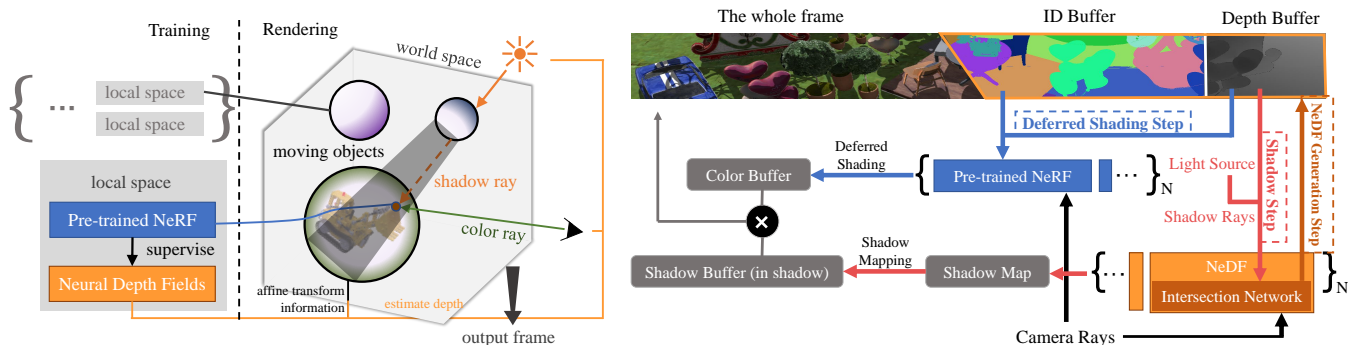 Training
Rendering
world space
{ ... local space }
local space
moving objects
local space
Pre-trained NeRF
supervise
Neural Depth Fields
shadow ray
color ray
affine transform
information
estimate depth
output frame
The whole frame
ID Buffer
Depth Buffer
Deferred Shading Step
Deferred
Shading
Color Buffer
{ Pre-trained NeRF ... } N
Light Source
Shadow Rays
Shadow Step
NeDF Generation Step
Shadow
Mapping
Shadow Buffer (in shadow)
Shadow Map
{ ... NeDF } N
Intersection Network
Camera Rays